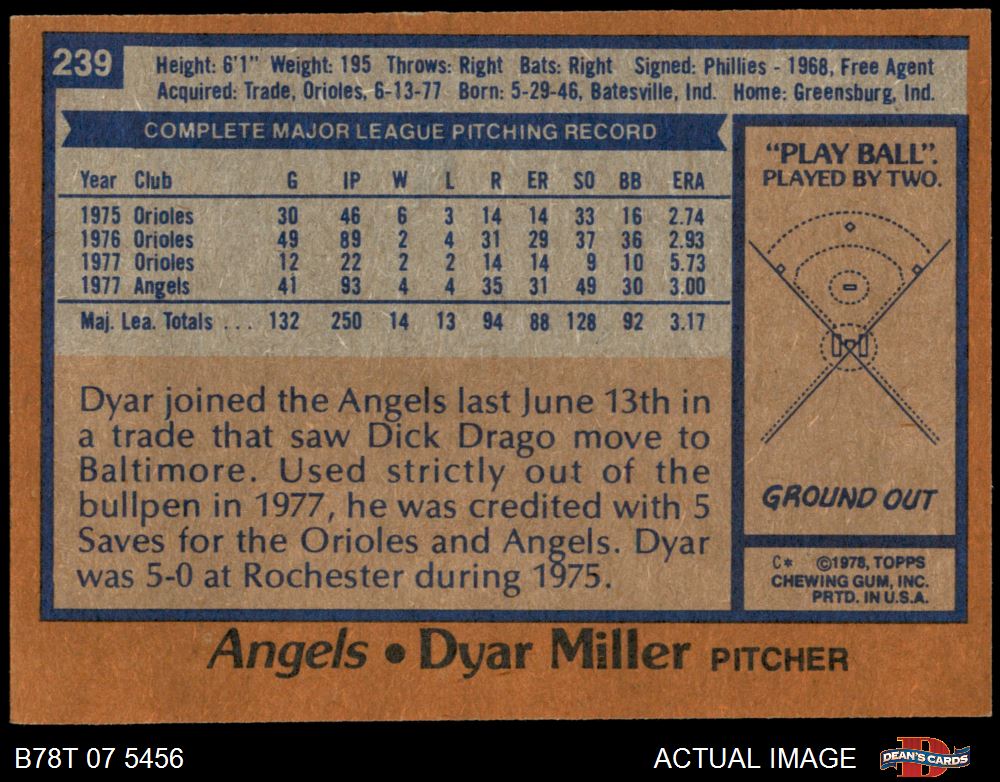 239
Height: 6'1" Weight: 195 Throws: Right Bats: Right Signed: Phillies - 1968, Free Agent
Acquired: Trade, Orioles, 6-13-77 Born: 5-29-46, Batesville, Ind. Home: Greensburg, Ind.
COMPLETE MAJOR LEAGUE PITCHING RECORD
Year Club G IP W L R ER SO BB ERA
1975 Orioles 30 46 6 3 14 14 33 16 2.74
1976 Orioles 49 89 2 4 31 29 37 36 2.93
1977 Orioles 12 22 2 2 14 14 9 10 5.73
1977 Angels 41 93 4 4 35 31 49 30 3.00
Maj. Lea. Totals . . . 132 250 14 13 94 88 128 92 3.17
Dyar joined the Angels last June 13th in
a trade that saw Dick Drago move to
Baltimore. Used strictly out of the
bullpen in 1977, he was credited with 5
Saves for the Orioles and Angels. Dyar
was 5-0 at Rochester during 1975.
"PLAY BALL".
PLAYED BY TWO.
GROUND OUT
C* ©1978, TOPPS
CHEWING GUM, INC.
PRTD. IN U.S.A.
Angels • Dyar Miller PITCHER
B78T 07 5456
ACTUAL IMAGE
DEAN'S CARDS